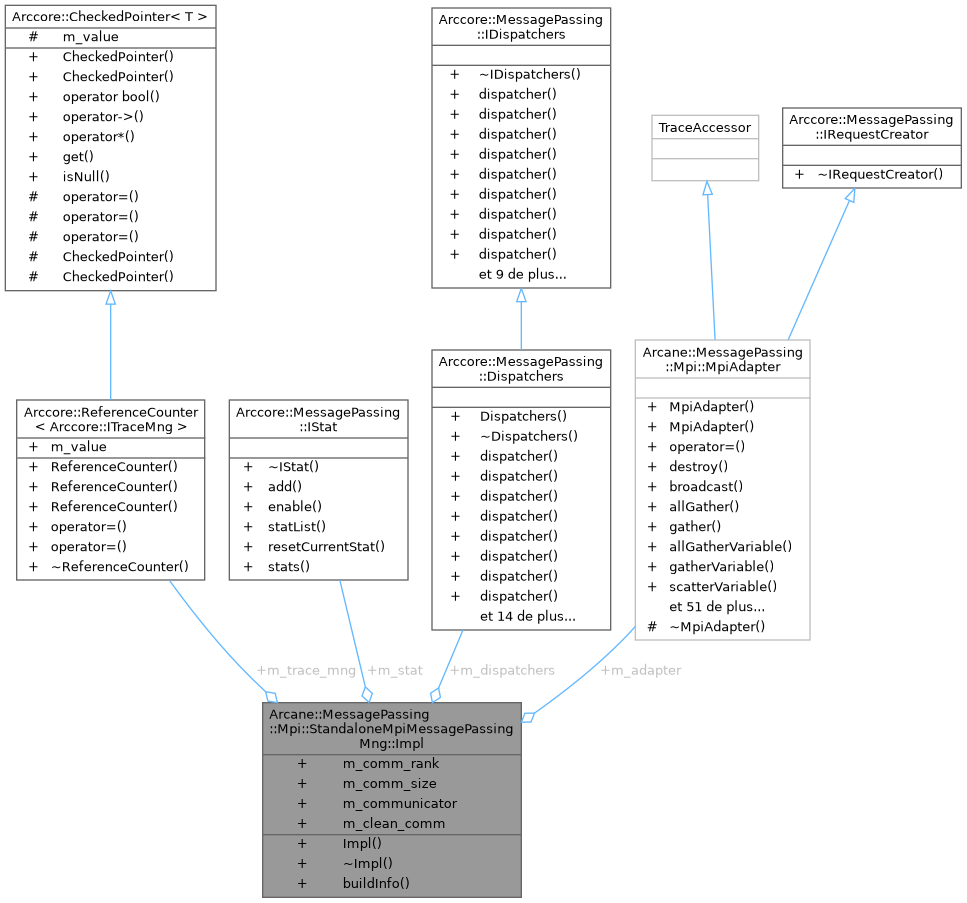 Arccore::CheckedPointer< T >
# m_value
+ CheckedPointer()
+ CheckedPointer()
+ operator bool()
+ operator->()
+ operator*()
+ get()
+ isNull()
# operator=()
# operator=()
# operator=()
# CheckedPointer()
# CheckedPointer()
Arccore::MessagePassing
::IDispatchers
+ ~IDispatchers()
+ dispatcher()
+ dispatcher()
+ dispatcher()
+ dispatcher()
+ dispatcher()
+ dispatcher()
+ dispatcher()
+ dispatcher()
+ dispatcher()
et 9 de plus...
TraceAccessor
Arccore::MessagePassing
::IRequestCreator
+ ~IRequestCreator()
Arccore::ReferenceCounter
< Arccore::ITraceMng >
+ m_value
+ ReferenceCounter()
+ ReferenceCounter()
+ ReferenceCounter()
+ operator=()
+ operator=()
+ ~ReferenceCounter()
Arccore::MessagePassing
::IStat
+ ~IStat()
+ add()
+ enable()
+ statList()
+ resetCurrentStat()
+ stats()
Arccore::MessagePassing
::Dispatchers
+ Dispatchers()
+ ~Dispatchers()
+ dispatcher()
+ dispatcher()
+ dispatcher()
+ dispatcher()
+ dispatcher()
+ dispatcher()
+ dispatcher()
+ dispatcher()
et 14 de plus...
Arcane::MessagePassing
::Mpi::MpiAdapter
+ MpiAdapter()
+ MpiAdapter()
+ operator=()
+ destroy()
+ broadcast()
+ allGather()
+ gather()
+ allGatherVariable()
+ gatherVariable()
+ scatterVariable()
et 51 de plus...
# ~MpiAdapter()
+m_trace_mng
+m_stat
+m_dispatchers
+m_adapter
Arcane::MessagePassing
::Mpi::StandaloneMpiMessagePassing
Mng::Impl
+ m_comm_rank
+ m_comm_size
+ m_communicator
+ m_clean_comm
+ Impl()
+ ~Impl()
+ buildInfo()